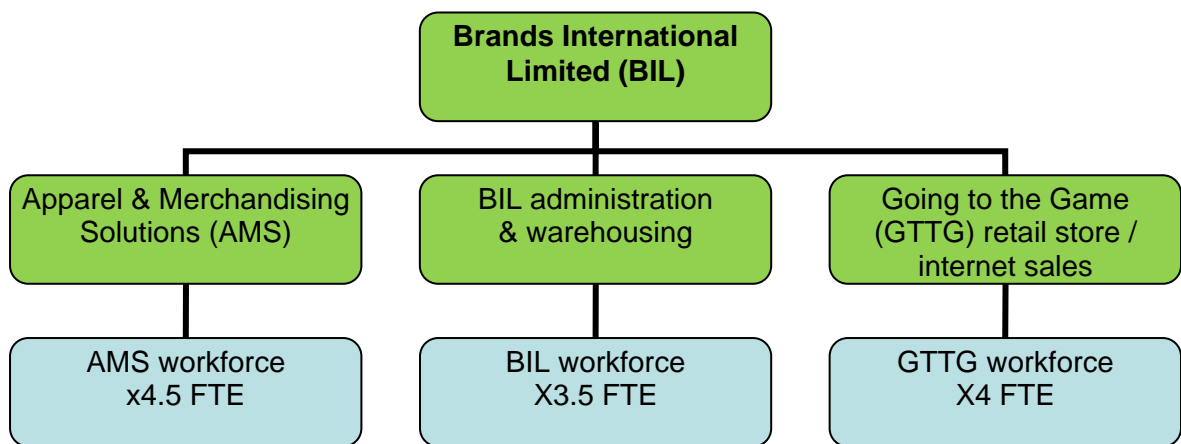 Brands International
Limited (BIL)
Apparel & Merchandising
Solutions (AMS)
BIL administration
& warehousing
Going to the Game
(GTTG) retail store /
internet sales
AMS workforce
x4.5 FTE
BIL workforce
X3.5 FTE
GTTG workforce
X4 FTE